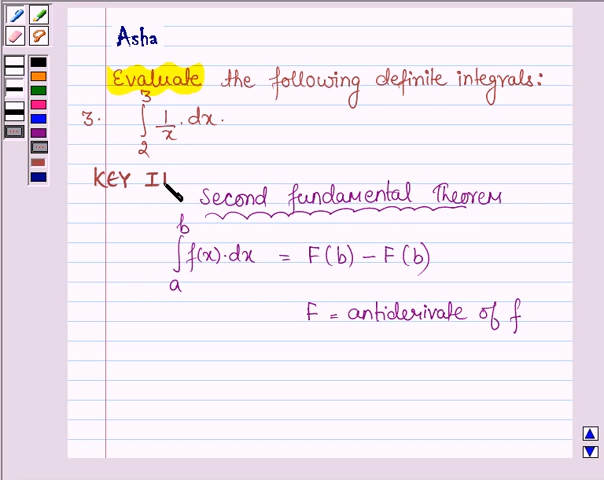 Asha
Evaluate the following definite integrals:
3. ∫₂³ 1/x . dx.
KEY I
Second fundamental Theorem
∫ₐᵇ f(x).dx = F(b) – F(b)
F = antiderivate of f